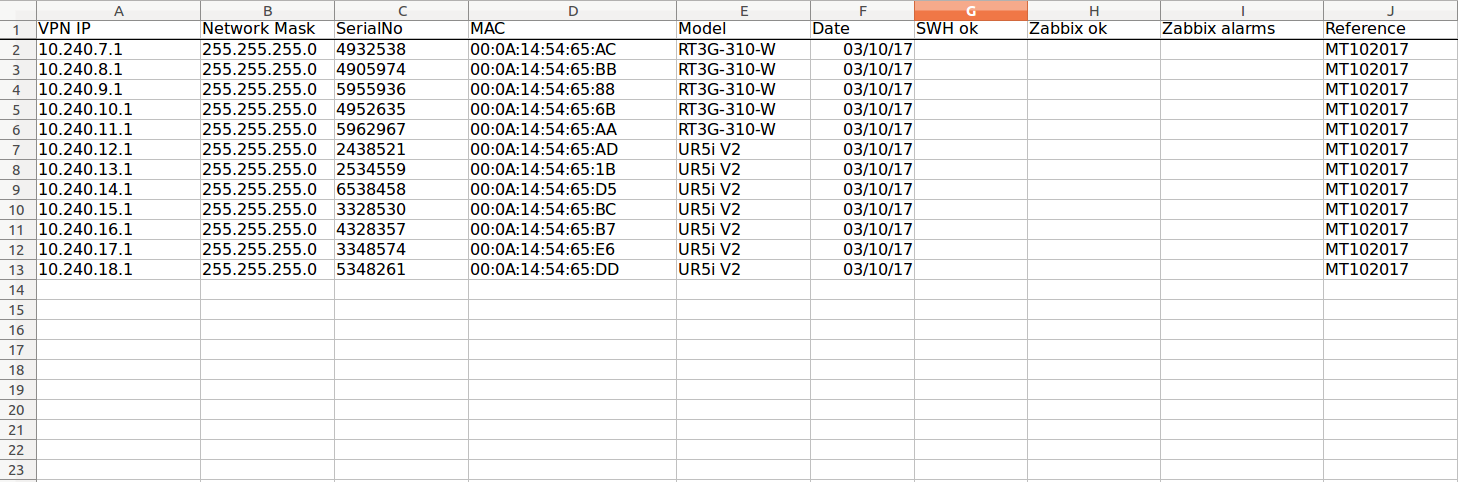 A B C D E F G H I J
1 VPN IP Network Mask SerialNo MAC Model Date SWH ok Zabbix ok Zabbix alarms Reference
2 10.240.7.1 255.255.255.0 4932538 00:0A:14:54:65:AC RT3G-310-W 03/10/17 MT102017
3 10.240.8.1 255.255.255.0 4905974 00:0A:14:54:65:BB RT3G-310-W 03/10/17 MT102017
4 10.240.9.1 255.255.255.0 5955936 00:0A:14:54:65:88 RT3G-310-W 03/10/17 MT102017
5 10.240.10.1 255.255.255.0 4952635 00:0A:14:54:65:6B RT3G-310-W 03/10/17 MT102017
6 10.240.11.1 255.255.255.0 5962967 00:0A:14:54:65:AA RT3G-310-W 03/10/17 MT102017
7 10.240.12.1 255.255.255.0 2438521 00:0A:14:54:65:AD UR5i V2 03/10/17 MT102017
8 10.240.13.1 255.255.255.0 2534559 00:0A:14:54:65:1B UR5i V2 03/10/17 MT102017
9 10.240.14.1 255.255.255.0 6538458 00:0A:14:54:65:D5 UR5i V2 03/10/17 MT102017
10 10.240.15.1 255.255.255.0 3328530 00:0A:14:54:65:BC UR5i V2 03/10/17 MT102017
11 10.240.16.1 255.255.255.0 4328357 00:0A:14:54:65:B7 UR5i V2 03/10/17 MT102017
12 10.240.17.1 255.255.255.0 3348574 00:0A:14:54:65:E6 UR5i V2 03/10/17 MT102017
13 10.240.18.1 255.255.255.0 5348261 00:0A:14:54:65:DD UR5i V2 03/10/17 MT102017
14
15
16
17
18
19
20
21
22
23